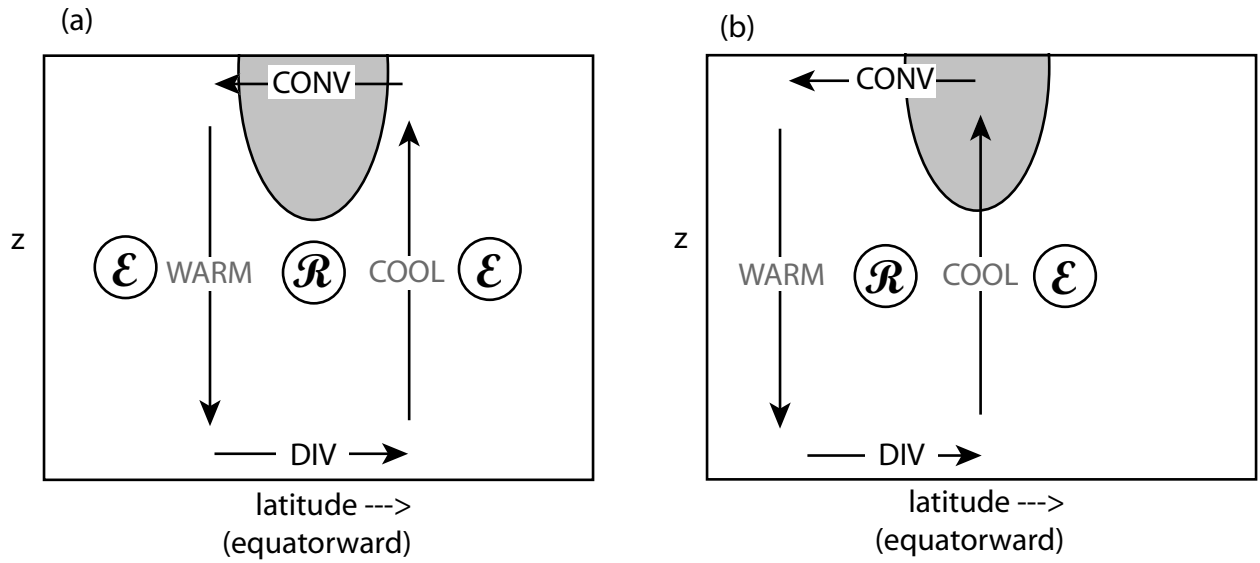 (a)
CONV
z
ℰ WARM ℛ COOL ℰ
DIV
latitude --->
(equatorward)
(b)
CONV
z
WARM ℛ COOL ℰ
DIV
latitude --->
(equatorward)